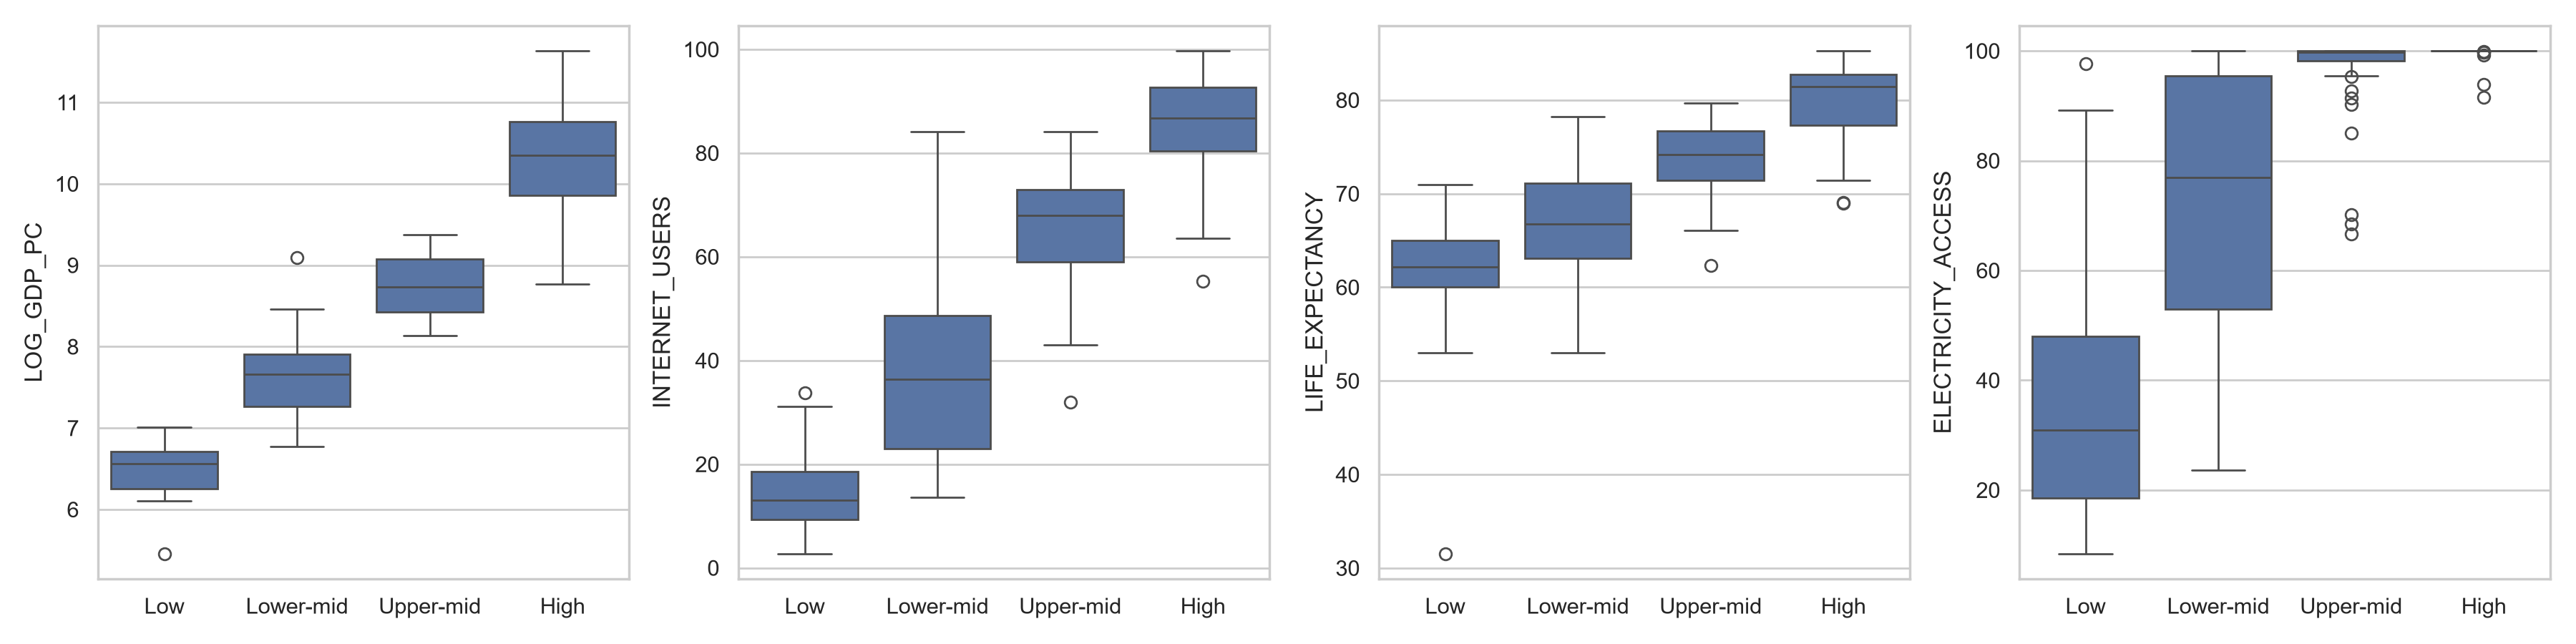 LOG_GDP_PC
11
10
9
8
7
6
Low Lower-mid Upper-mid High
INTERNET_USERS
100
80
60
40
20
0
Low Lower-mid Upper-mid High
LIFE_EXPECTANCY
80
70
60
50
40
30
Low Lower-mid Upper-mid High
ELECTRICITY_ACCESS
100
80
60
40
20
Low Lower-mid Upper-mid High